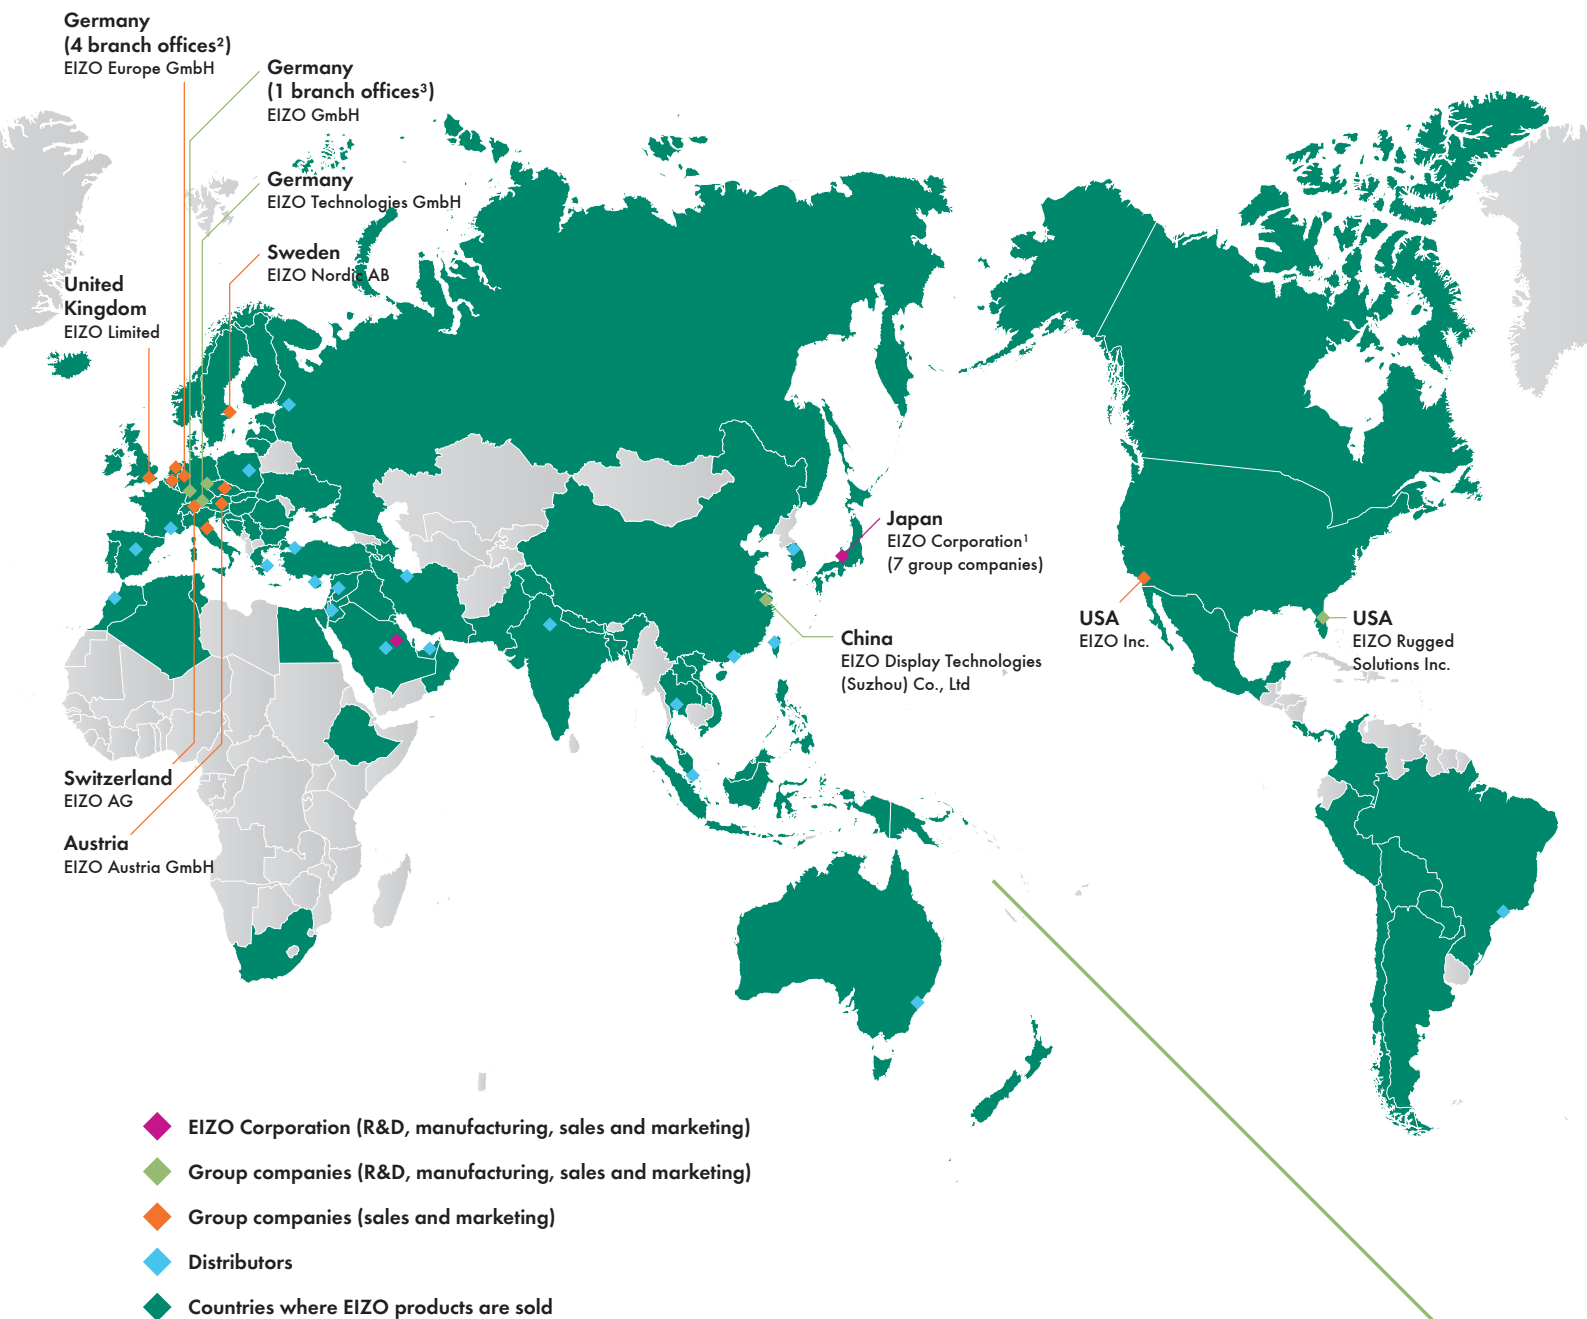 Germany
(4 branch offices²)
EIZO Europe GmbH
Germany
(1 branch offices³)
EIZO GmbH
Germany
EIZO Technologies GmbH
Sweden
EIZO Nordic AB
United
Kingdom
EIZO Limited
Japan
EIZO Corporation¹
(7 group companies)
China
EIZO Display Technologies
(Suzhou) Co., Ltd
USA
EIZO Inc.
USA
EIZO Rugged
Solutions Inc.
Switzerland
EIZO AG
Austria
EIZO Austria GmbH
EIZO Corporation (R&D, manufacturing, sales and marketing)
Group companies (R&D, manufacturing, sales and marketing)
Group companies (sales and marketing)
Distributors
Countries where EIZO products are sold